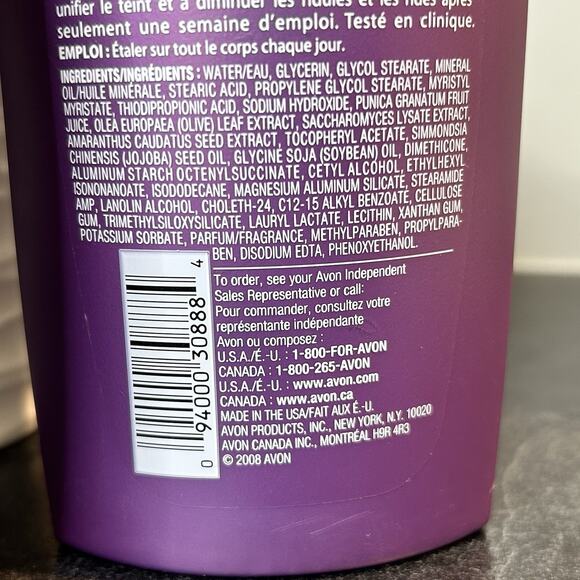 unifier le teint et à diminuer les ridules et les rides après
seulement une semaine d'emploi. Testé en clinique.
EMPLOI : Étaler sur tout le corps chaque jour.
INGREDIENTS/INGRÉDIENTS : WATER/EAU, GLYCERIN, GLYCOL STEARATE, MINERAL
OIL/HUILE MINÉRALE, STEARIC ACID, PROPYLENE GLYCOL STEARATE, MYRISTYL
MYRISTATE, THIODIPROPIONIC ACID, SODIUM HYDROXIDE, PUNICA GRANATUM FRUIT
JUICE, OLEA EUROPAEA (OLIVE) LEAF EXTRACT, SACCHAROMYCES LYSATE EXTRACT,
AMARANTHUS CAUDATUS SEED EXTRACT, TOCOPHERYL ACETATE, SIMMONDSIA
CHINENSIS (JOJOBA) SEED OIL, GLYCINE SOJA (SOYBEAN) OIL, DIMETHICONE,
ALUMINUM STARCH OCTENYLSUCCINATE, CETYL ALCOHOL, ETHYLHEXYL
ISONONANOATE, ISODODECANE, MAGNESIUM ALUMINUM SILICATE, STEARAMIDE
AMP, LANOLIN ALCOHOL, CHOLETH-24, C12-15 ALKYL BENZOATE, CELLULOSE
GUM, TRIMETHYLSILOXYSILICATE, LAURYL LACTATE, LECITHIN, XANTHAN GUM,
POTASSIUM SORBATE, PARFUM/FRAGRANCE, METHYLPARABEN, PROPYLPARA-
BEN, DISODIUM EDTA, PHENOXYETHANOL.
0 94000 30888 4
To order, see your Avon Independent
Sales Representative or call:
Pour commander, consultez votre
représentante indépendante
Avon ou composez :
U.S.A./É.-U. : 1-800-FOR-AVON
CANADA : 1-800-265-AVON
U.S.A./É.-U. : www.avon.com
CANADA : www.avon.ca
MADE IN THE USA/FAIT AUX É.-U.
AVON PRODUCTS, INC., NEW YORK, N.Y. 10020
AVON CANADA INC., MONTRÉAL H9R 4R3
© 2008 AVON